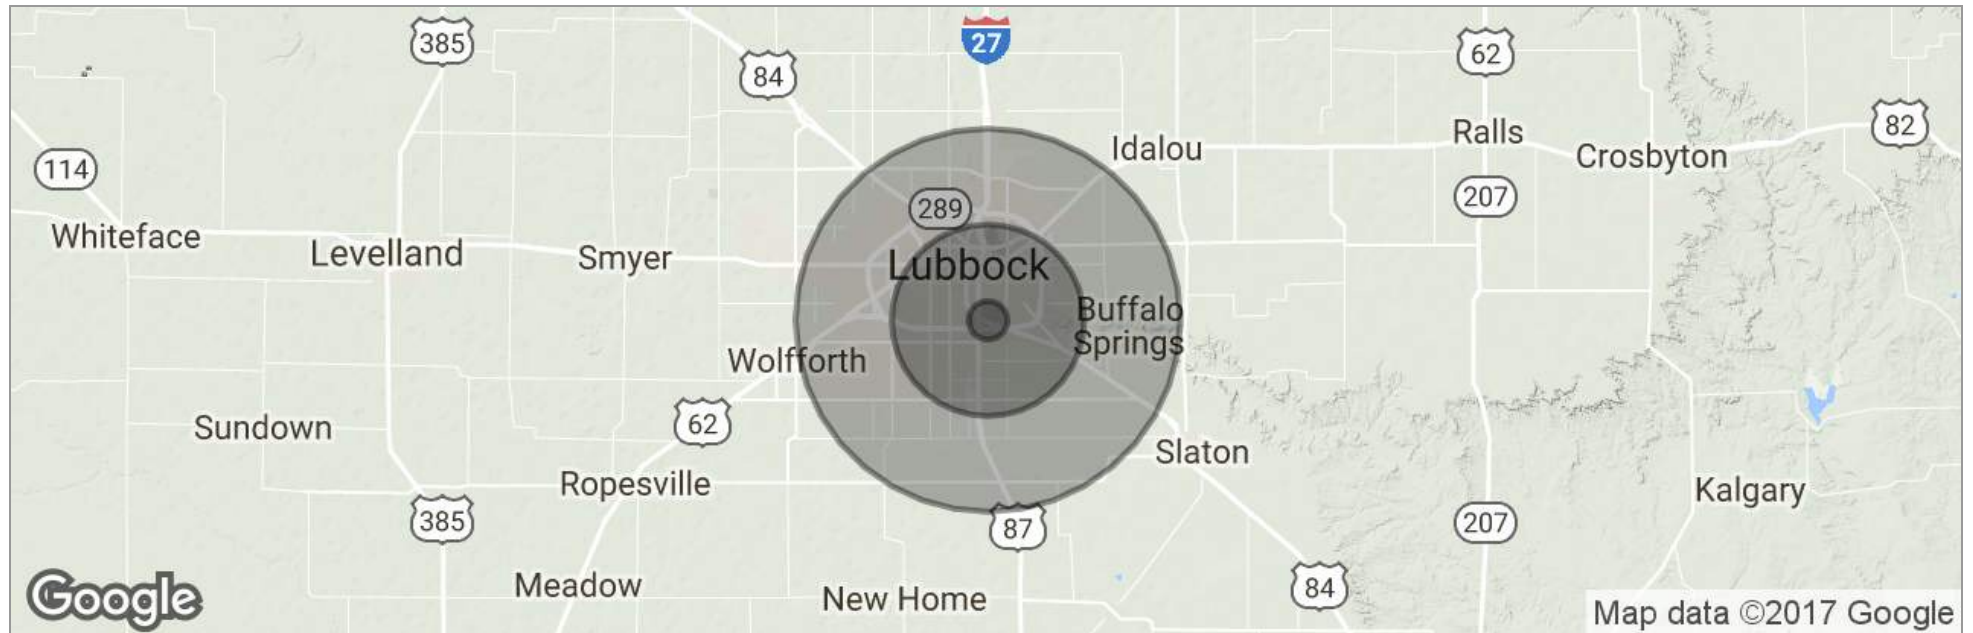 385
27
62
84
82
Ralls
Idalou
Crosbyton
114
207
289
Whiteface
Levelland
Smyer
Lubbock
Buffalo
Springs
Wolfforth
62
Sundown
Slaton
Ropesville
Kalgary
385
87
207
Meadow
84
New Home
Google
Map data ©2017 Google